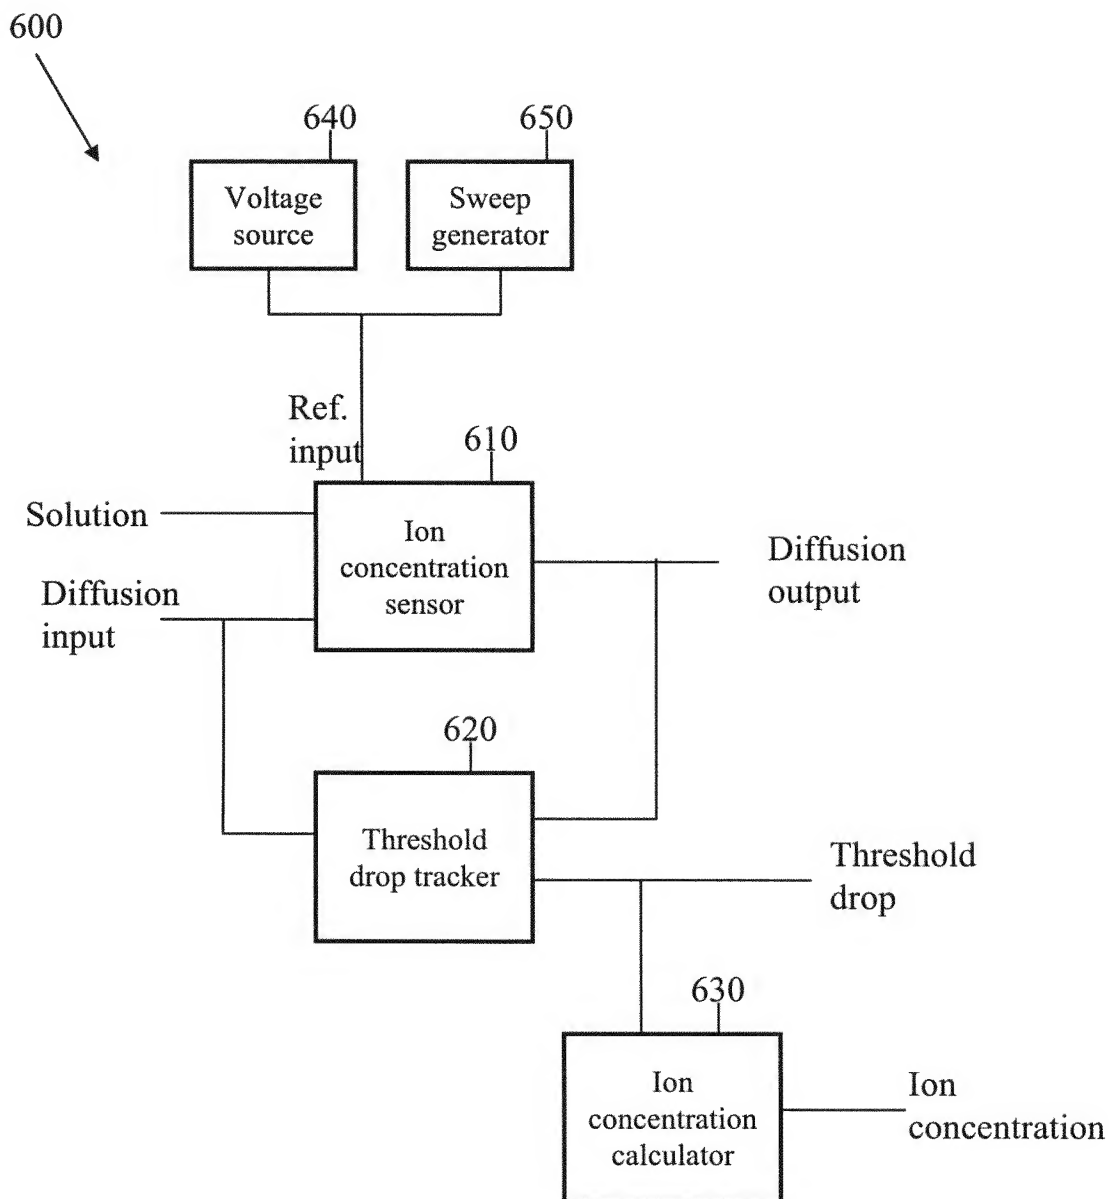 600
640
650
Voltage
source
Sweep
generator
Ref.
input
610
Solution
Ion
concentration
sensor
Diffusion
output
Diffusion
input
620
Threshold
drop tracker
Threshold
drop
630
Ion
concentration
calculator
Ion
concentration